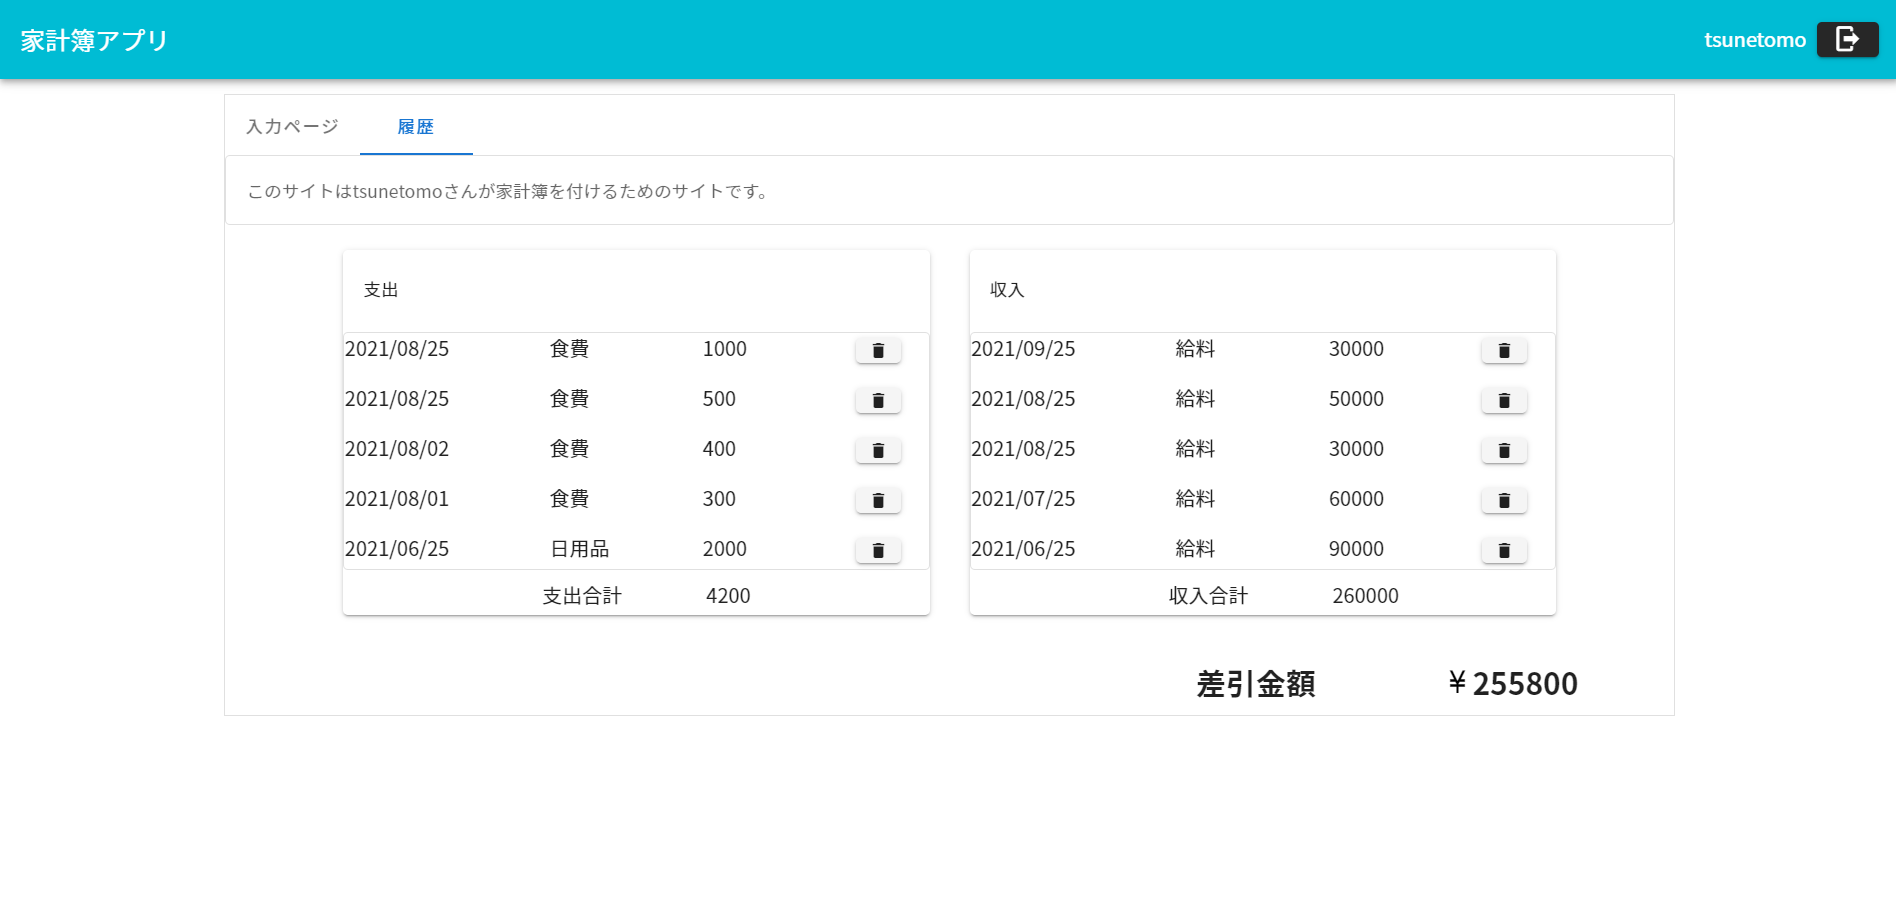 家計簿アプリ
tsunetomo
入力ページ 履歴
このサイトはtsunetomoさんが家計簿を付けるためのサイトです。
支出
2021/08/25 食費 1000
2021/08/25 食費 500
2021/08/02 食費 400
2021/08/01 食費 300
2021/06/25 日用品 2000
支出合計 4200
収入
2021/09/25 給料 30000
2021/08/25 給料 50000
2021/08/25 給料 30000
2021/07/25 給料 60000
2021/06/25 給料 90000
収入合計 260000
差引金額 ￥255800